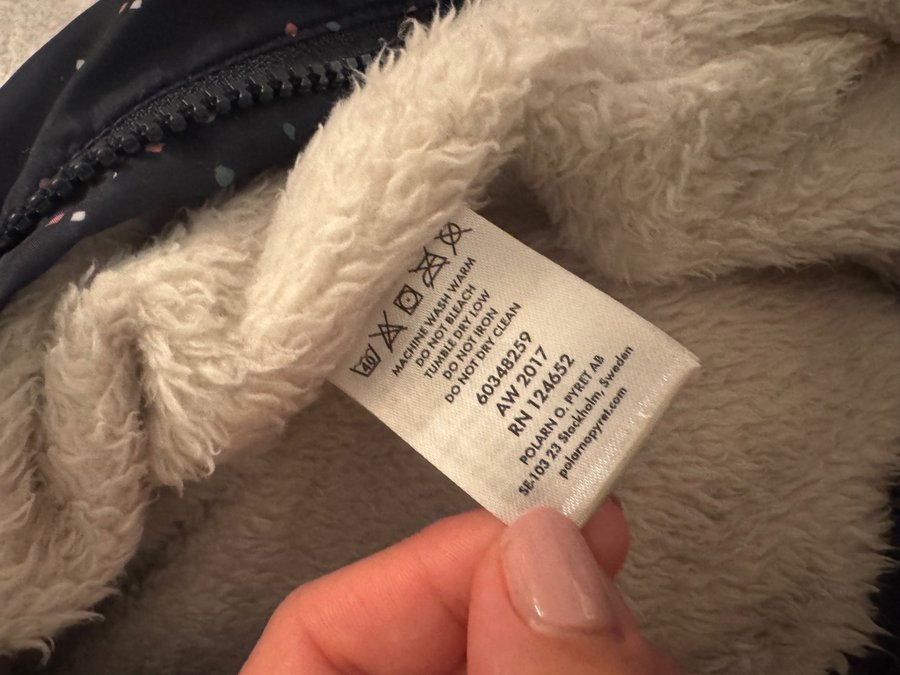 40
MACHINE WASH WARM
DO NOT BLEACH
TUMBLE DRY LOW
DO NOT IRON
DO NOT DRY CLEAN
60348259
AW 2017
RN 124652
POLARN O. PYRET AB
SE-103 23 Stockholm, Sweden
polarnopyret.com